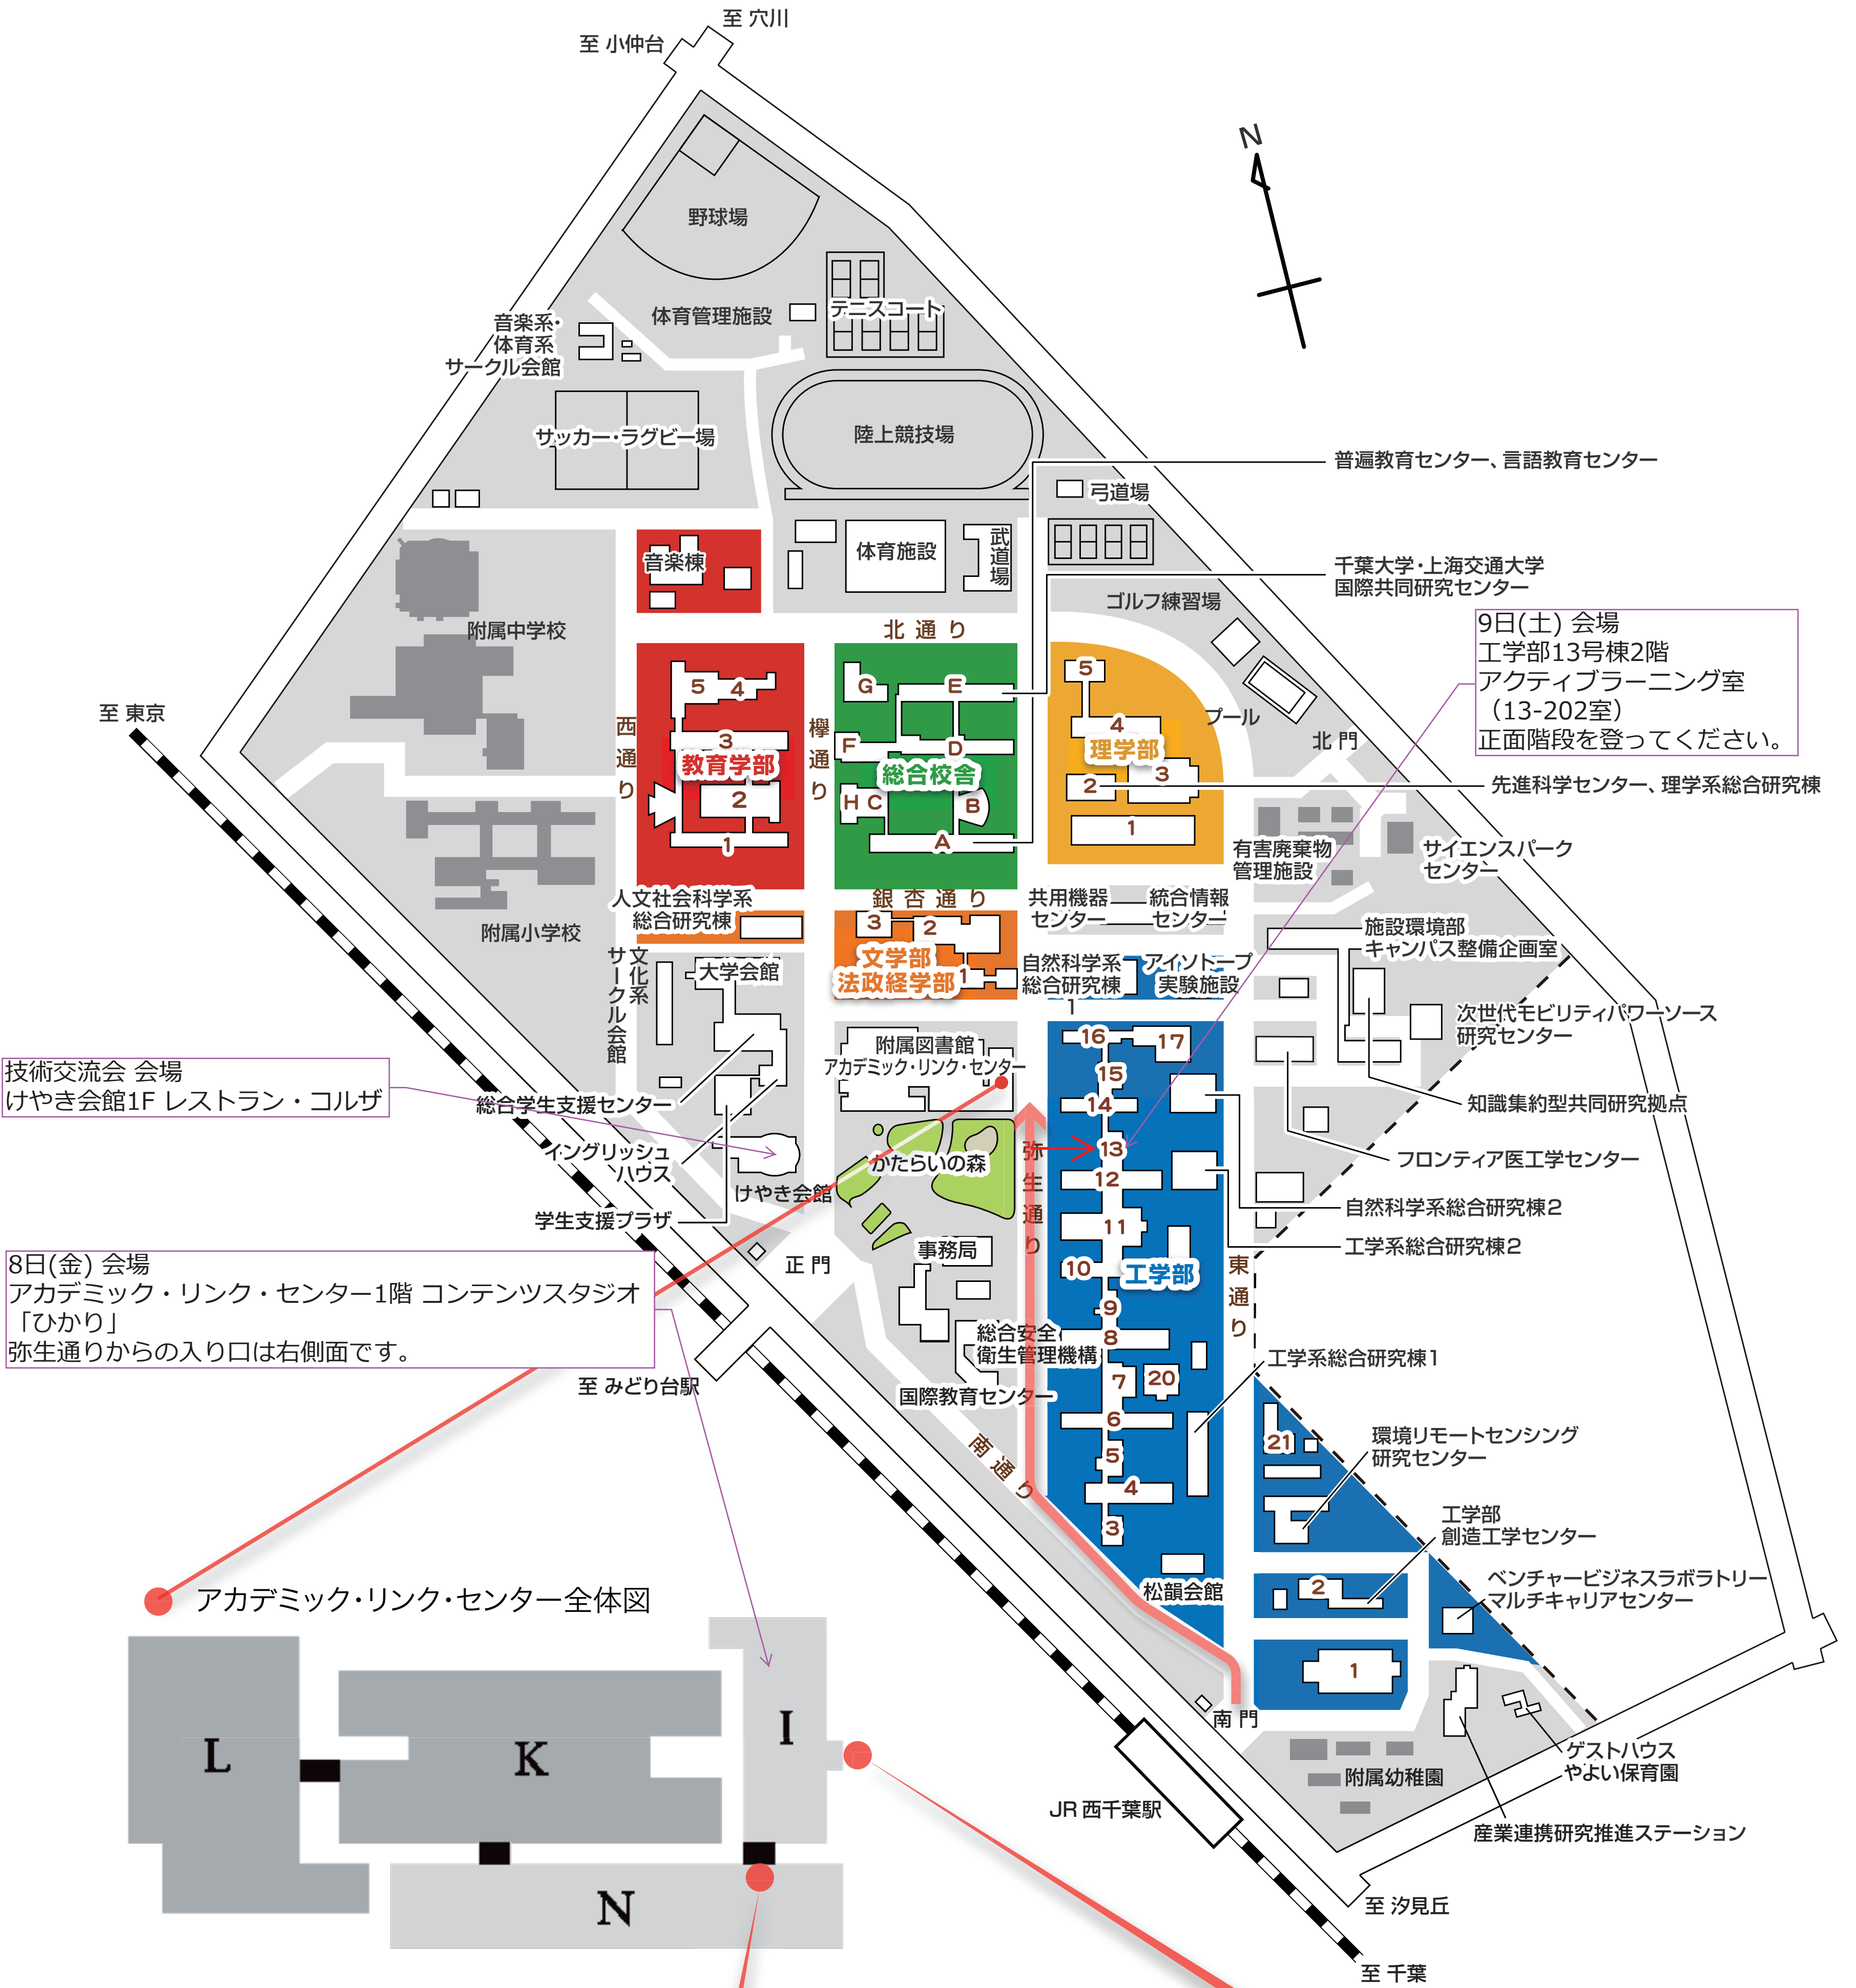 至 穴川
至 小仲台
N
野球場
体育管理施設
テニスコート
音楽系・
体育系
サークル会館
サッカー・ラグビー場
陸上競技場
普遍教育センター、言語教育センター
弓道場
音楽棟
体育施設
武道場
千葉大学・上海交通大学
国際共同研究センター
ゴルフ練習場
附属中学校
北通り
9日(土) 会場
工学部13号棟2階
アクティブラーニング室
（13-202室）
正面階段を登ってください。
至 東京
西通り
欅通り
5
4
3
教育学部
2
1
G
E
F
D
総合校舎
H
C
B
A
5
4
理学部
3
2
1
プール
北門
先進科学センター、理学系総合研究棟
有害廃棄物
管理施設
サイエンスパーク
センター
附属小学校
人文社会科学系
総合研究棟
銀杏通り
共用機器
センター
統合情報
センター
施設環境部
キャンパス整備企画室
文化系
サークル会館
大学会館
3
2
文学部
法政経学部
1
自然科学系
総合研究棟
1
アイソトープ
実験施設
次世代モビリティパワーソース
研究センター
附属図書館
アカデミック・リンク・センター
16
17
15
14
13
12
11
10
工学部
9
8
7
20
6
5
4
3
技術交流会 会場
けやき会館1F レストラン・コルザ
総合学生支援センター
イングリッシュ
ハウス
学生支援プラザ
けやき会館
かたらいの森
弥生通り
知識集約型共同研究拠点
フロンティア医工学センター
自然科学系総合研究棟2
工学系総合研究棟2
8日(金) 会場
アカデミック・リンク・センター1階 コンテンツスタジオ
「ひかり」
弥生通りからの入り口は右側面です。
正門
事務局
東通り
総合安全
衛生管理機構
国際教育センター
工学系総合研究棟1
至 みどり台駅
南通り
21
環境リモートセンシング
研究センター
工学部
創造工学センター
松韻会館
2
ベンチャービジネスラボラトリー
マルチキャリアセンター
1
南門
附属幼稚園
ゲストハウス
やよい保育園
JR 西千葉駅
産業連携研究推進ステーション
至 汐見丘
至 千葉
アカデミック・リンク・センター全体図
L
K
I
N